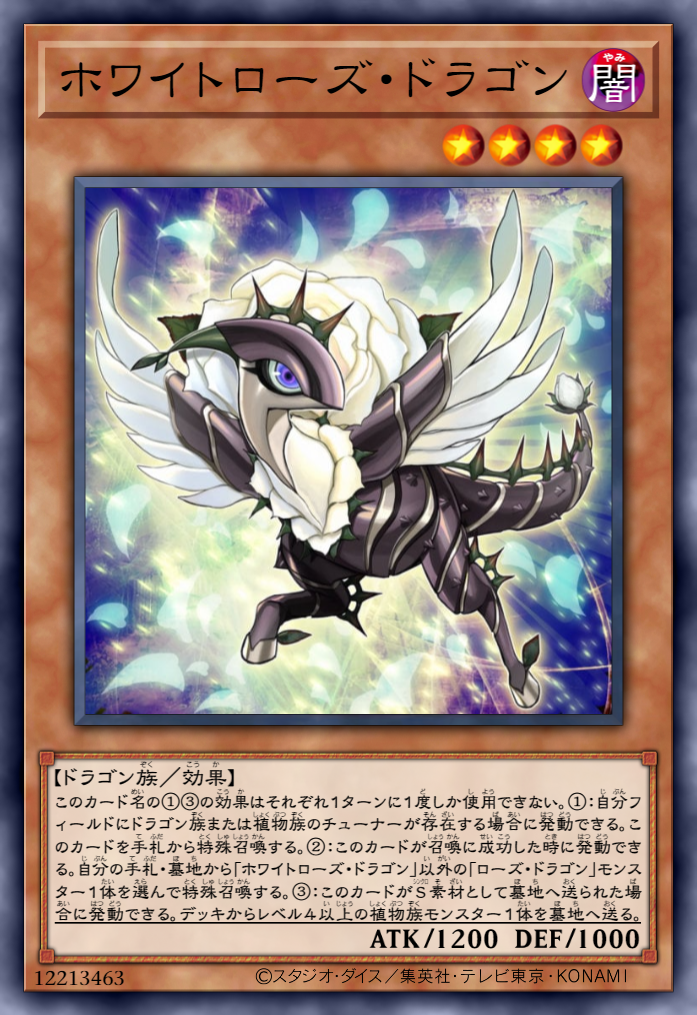 ホワイトローズ・ドラゴン
やみ
闇
【ドラゴン族／効果】
このカード名の①③の効果はそれぞれ1ターンに1度しか使用できない。①：自分フ
ィールドにドラゴン族または植物族のチューナーが存在する場合に発動できる。こ
のカードを手札から特殊召喚する。②：このカードが召喚に成功した時に発動でき
る。自分の手札・墓地から「ホワイトローズ・ドラゴン」以外の「ローズ・ドラゴン」モンス
ター1体を選んで特殊召喚する。③：このカードがＳ素材として墓地へ送られた場
合に発動できる。デッキからレベル４以上の植物族モンスター1体を墓地へ送る。
ATK/1200 DEF/1000
12213463 ©スタジオ・ダイス／集英社・テレビ東京・KONAMI